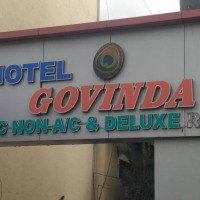 HOTEL
GOVINDA
C NON-A/C & DELUXE R